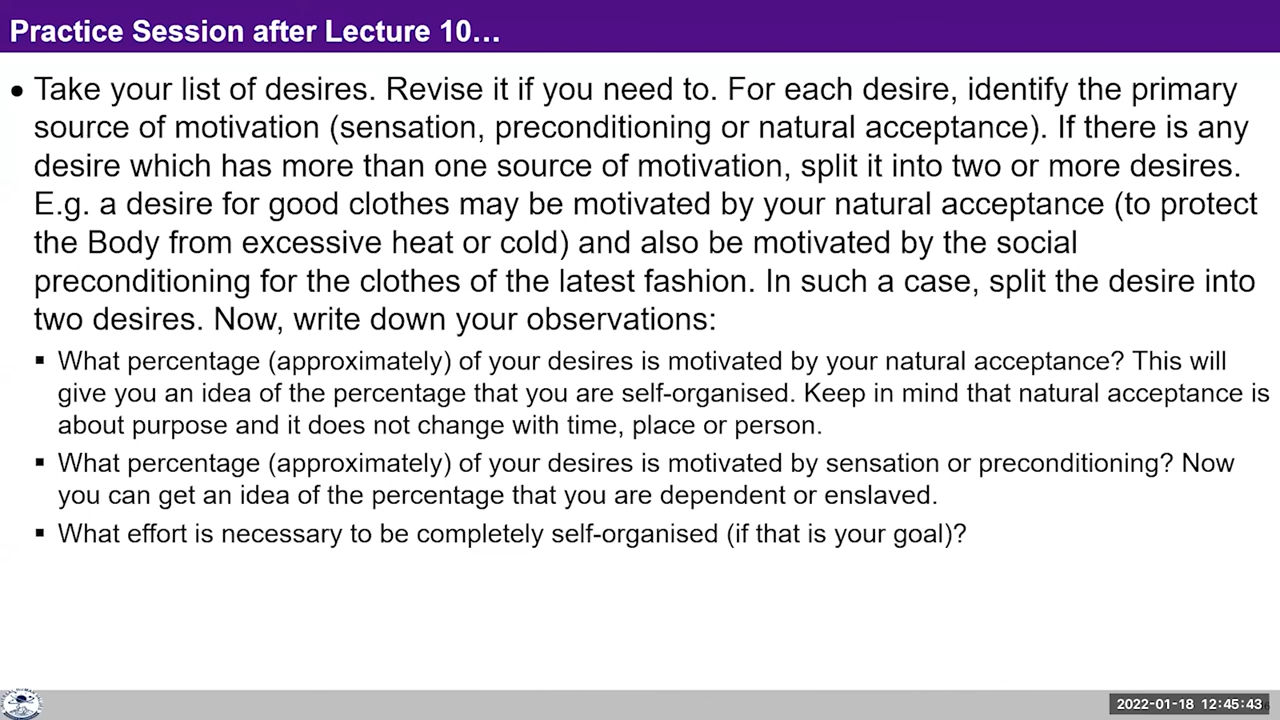 Practice Session after Lecture 10…
• Take your list of desires. Revise it if you need to. For each desire, identify the primary
source of motivation (sensation, preconditioning or natural acceptance). If there is any
desire which has more than one source of motivation, split it into two or more desires.
E.g. a desire for good clothes may be motivated by your natural acceptance (to protect
the Body from excessive heat or cold) and also be motivated by the social
preconditioning for the clothes of the latest fashion. In such a case, split the desire into
two desires. Now, write down your observations:
▪ What percentage (approximately) of your desires is motivated by your natural acceptance? This will
give you an idea of the percentage that you are self-organised. Keep in mind that natural acceptance is
about purpose and it does not change with time, place or person.
▪ What percentage (approximately) of your desires is motivated by sensation or preconditioning? Now
you can get an idea of the percentage that you are dependent or enslaved.
▪ What effort is necessary to be completely self-organised (if that is your goal)?
2022-01-18 12:45:43